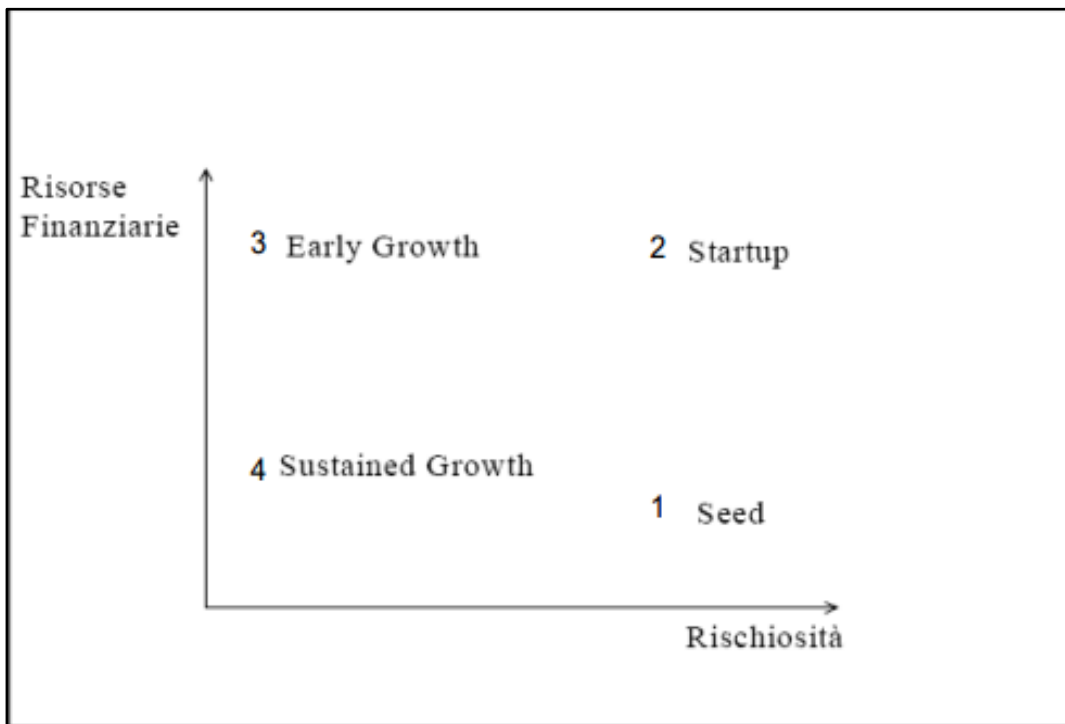 Risorse
Finanziarie
3 Early Growth
2 Startup
4 Sustained Growth
1 Seed
Rischiosità